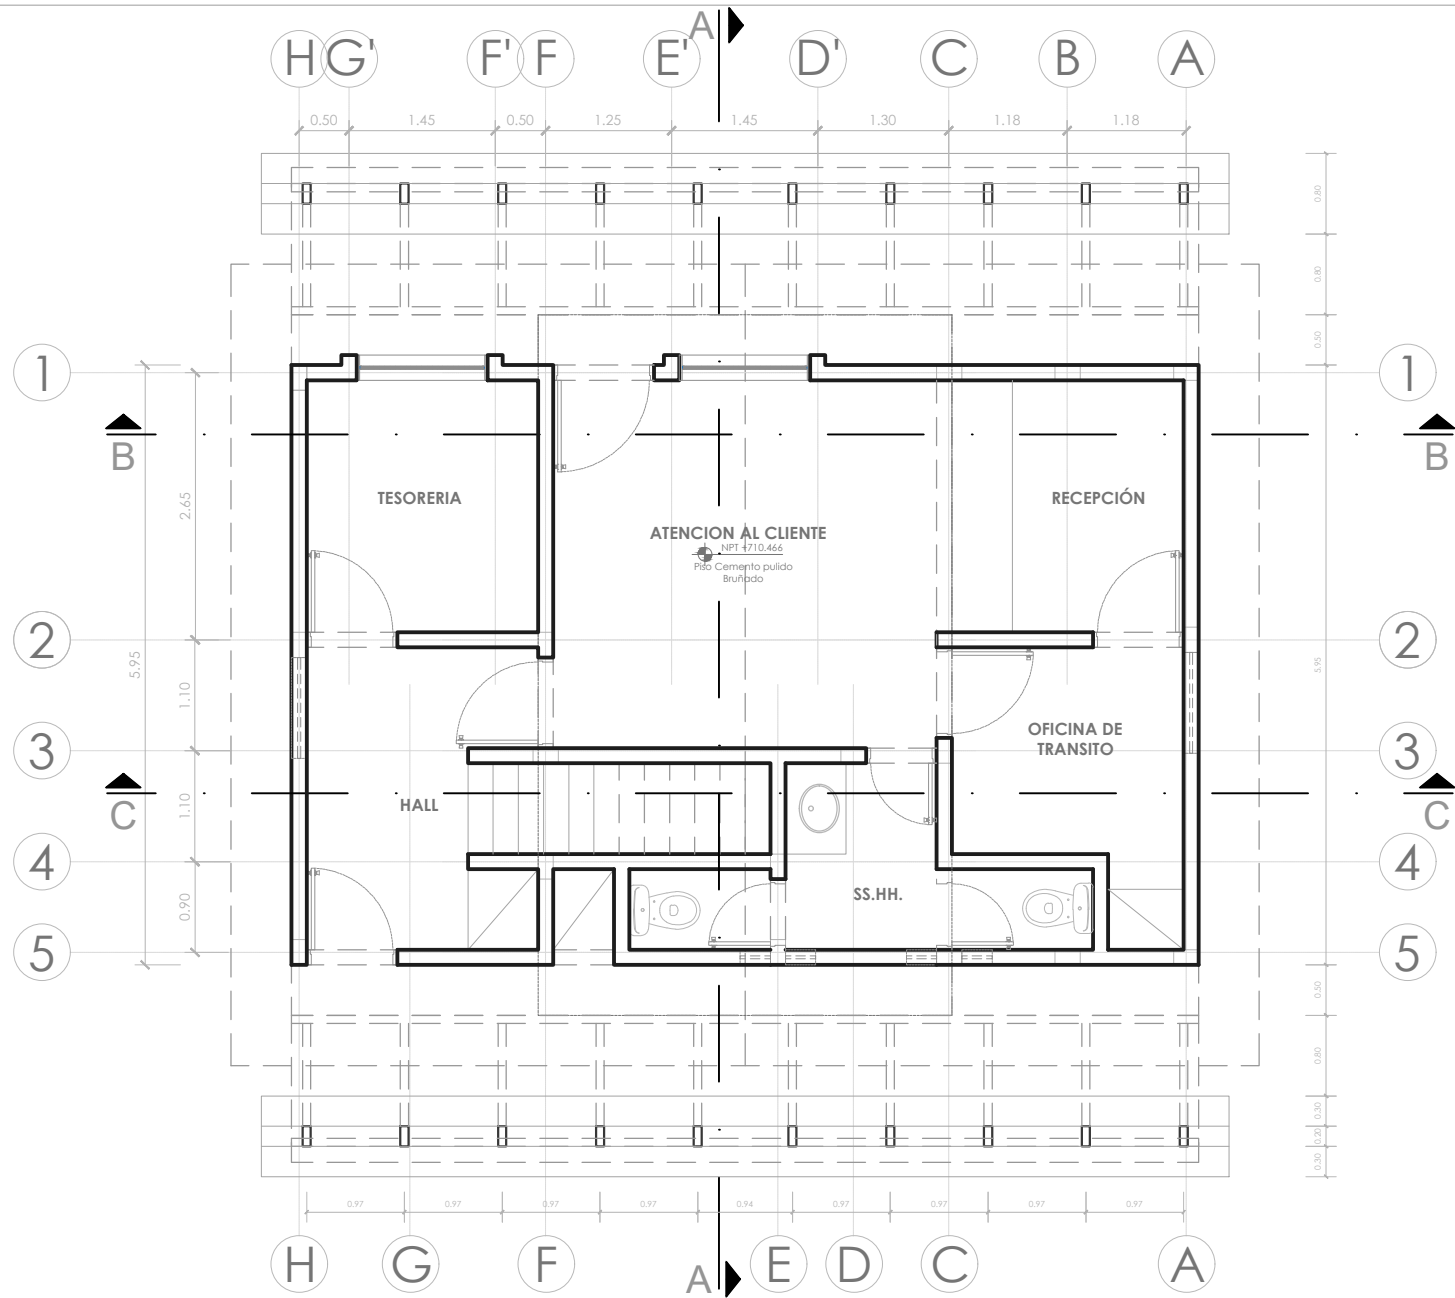 A
H G' F' F E' D' C B A
0.50 1.45 0.50 1.25 1.45 1.30 1.18 1.18
0.80
0.80
0.50
1 1
B B
TESORERIA RECEPCIÓN
2.65
ATENCION AL CLIENTE
NPT +710.466
Piso Cemento pulido
Bruñado
2 2
5.95 5.95
1.10
OFICINA DE
TRANSITO
3 3
HALL
1.10
C C
4 4
SS.HH.
0.90
5 5
0.50
0.80
0.30
0.20
0.30
0.97 0.97 0.97 0.97 0.94 0.97 0.97 0.97 0.97
H G F E D C A
A